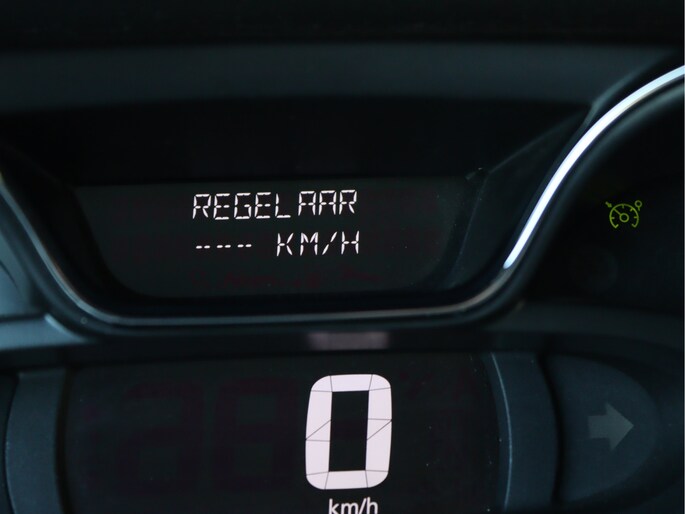 REGELAAR
--- KM/H
0
km/h